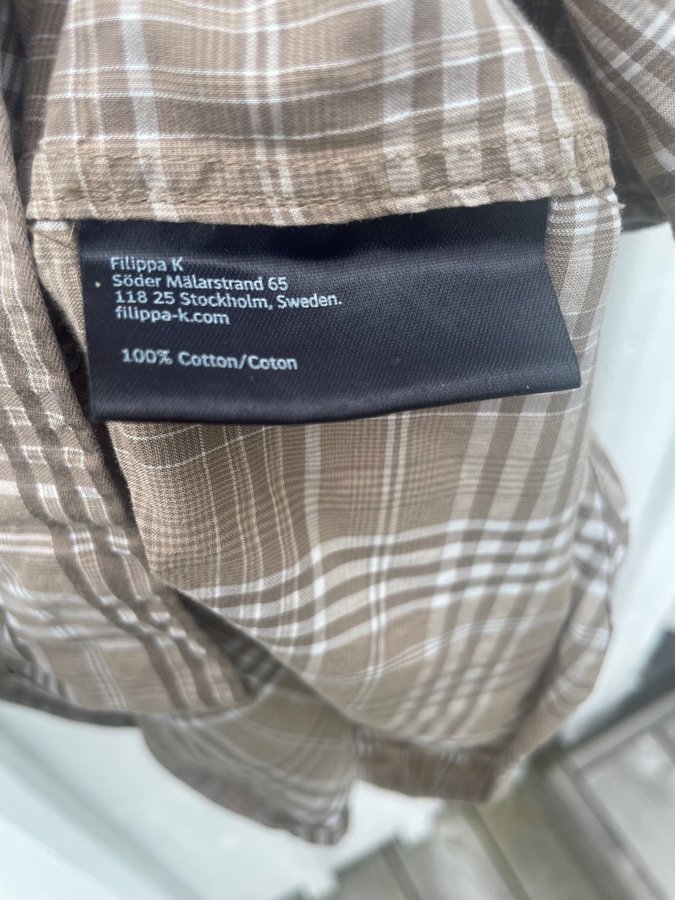 Filippa K
Söder Mälarstrand 65
118 25 Stockholm, Sweden.
filippa-k.com
100% Cotton/Coton